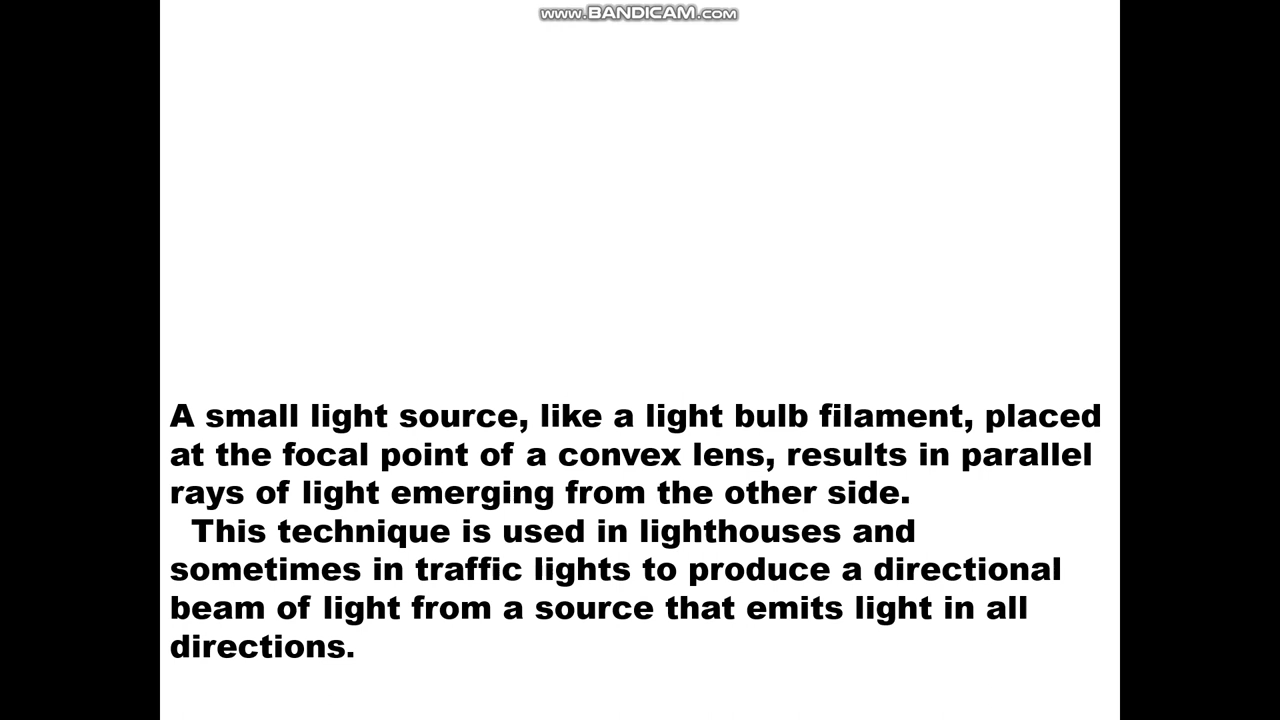 www.BANDICAM.com
A small light source, like a light bulb filament, placed
at the focal point of a convex lens, results in parallel
rays of light emerging from the other side.
This technique is used in lighthouses and
sometimes in traffic lights to produce a directional
beam of light from a source that emits light in all
directions.